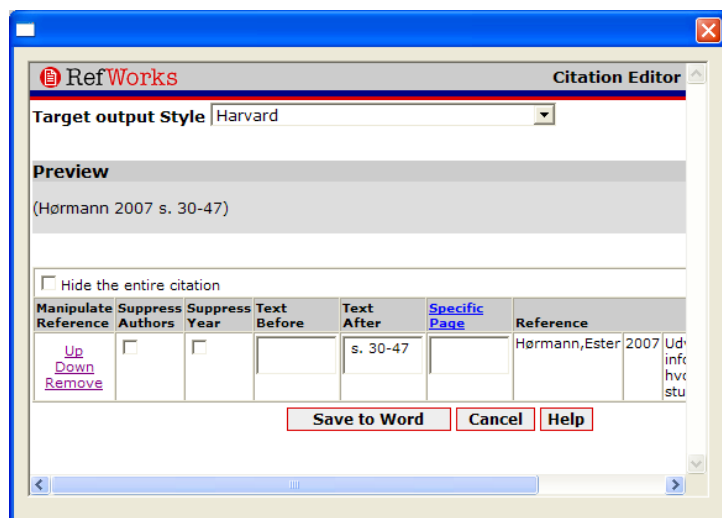 RefWorks Citation Editor
Target output Style Harvard
Preview
(Hørmann 2007 s. 30-47)
Hide the entire citation
Manipulate Reference Suppress Authors Suppress Year Text Before Text After Specific Page Reference
Up
Down
Remove
s. 30-47
Hørmann,Ester 2007
Save to Word Cancel Help